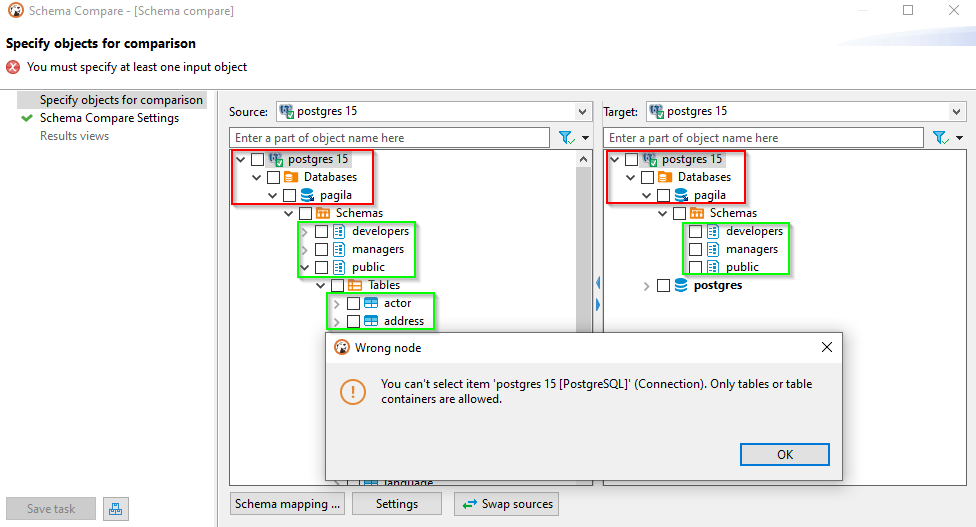 Schema Compare - [Schema compare]
Specify objects for comparison
You must specify at least one input object
Specify objects for comparison
Schema Compare Settings
Results views
Source:
postgres 15
Enter a part of object name here
postgres 15
Databases
pagila
Schemas
developers
managers
public
Tables
actor
address
language
Target:
postgres 15
Enter a part of object name here
postgres 15
Databases
pagila
Schemas
developers
managers
public
postgres
Wrong node
You can't select item 'postgres 15 [PostgreSQL]' (Connection). Only tables or table
containers are allowed.
OK
Schema mapping ...
Settings
Swap sources
Save task